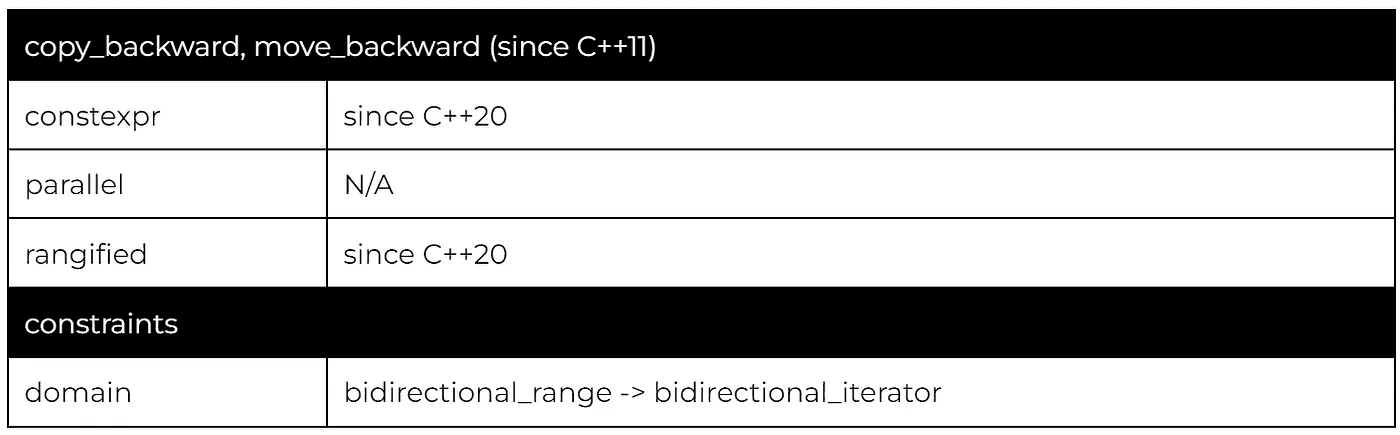 copy_backward, move_backward (since C++11)
constexpr since C++20
parallel N/A
rangified since C++20
constraints
domain bidirectional_range -> bidirectional_iterator